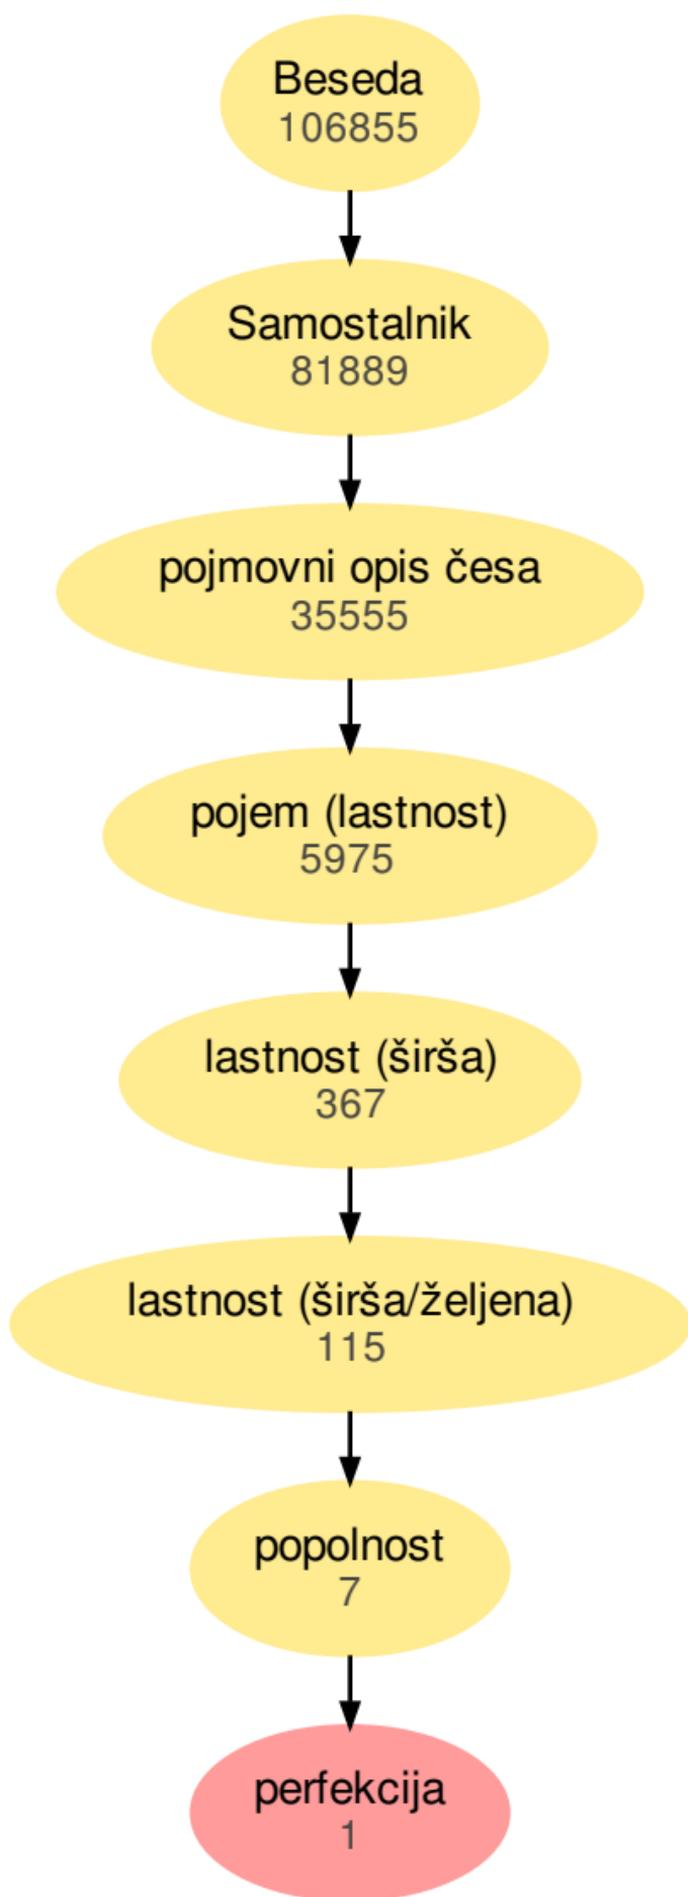 Beseda
106855
Samostalnik
81889
pojmovni opis česa
35555
pojem (lastnost)
5975
lastnost (širša)
367
lastnost (širša/željena)
115
popolnost
7
perfekcija
1